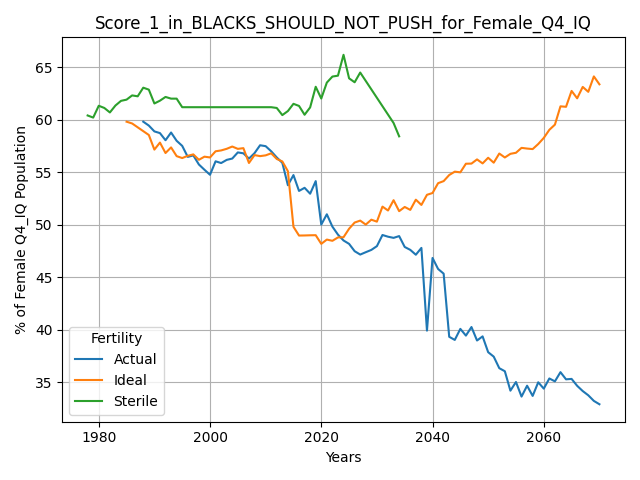 Score_1_in_BLACKS_SHOULD_NOT_PUSH_for_Female_Q4_IQ
% of Female Q4_IQ Population
65
60
55
50
45
40
35
Fertility
Actual
Ideal
Sterile
1980
2000
2020
2040
2060
Years